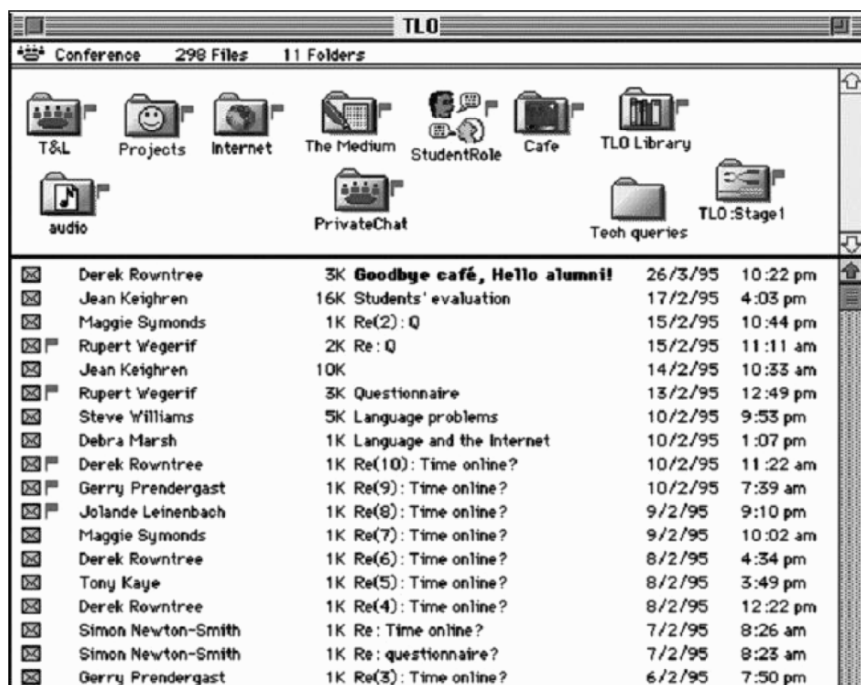 TLO
Conference 298 Files 11 Folders
T&L Projects Internet The Medium StudentRole Cafe TLO Library
audio PrivateChat Tech queries TLO:Stage1
Derek Rowntree 3K Goodbye café, Hello alumni! 26/3/95 10:22 pm
Jean Keighren 16K Students' evaluation 17/2/95 4:03 pm
Maggie Symonds 1K Re(2): Q 15/2/95 10:44 pm
Rupert Wegerif 2K Re: Q 15/2/95 11:11 am
Jean Keighren 10K 14/2/95 10:33 am
Rupert Wegerif 3K Questionnaire 13/2/95 12:49 pm
Steve Williams 5K Language problems 10/2/95 9:53 pm
Debra Marsh 1K Language and the Internet 10/2/95 1:07 pm
Derek Rowntree 1K Re(10): Time online? 10/2/95 11:22 am
Gerry Prendergast 1K Re(9): Time online? 10/2/95 7:39 am
Jolande Leinenbach 1K Re(8): Time online? 9/2/95 9:10 pm
Maggie Symonds 1K Re(7): Time online? 9/2/95 10:02 am
Derek Rowntree 1K Re(6): Time online? 8/2/95 4:34 pm
Tony Kaye 1K Re(5): Time online? 8/2/95 3:49 pm
Derek Rowntree 1K Re(4): Time online? 8/2/95 12:22 pm
Simon Newton-Smith 1K Re: Time online? 7/2/95 8:26 am
Simon Newton-Smith 1K Re: questionnaire? 7/2/95 8:23 am
Gerry Prendergast 1K Re(3): Time online? 6/2/95 7:50 pm